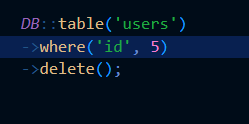 DB::table('users')
->where('id', 5)
->delete();